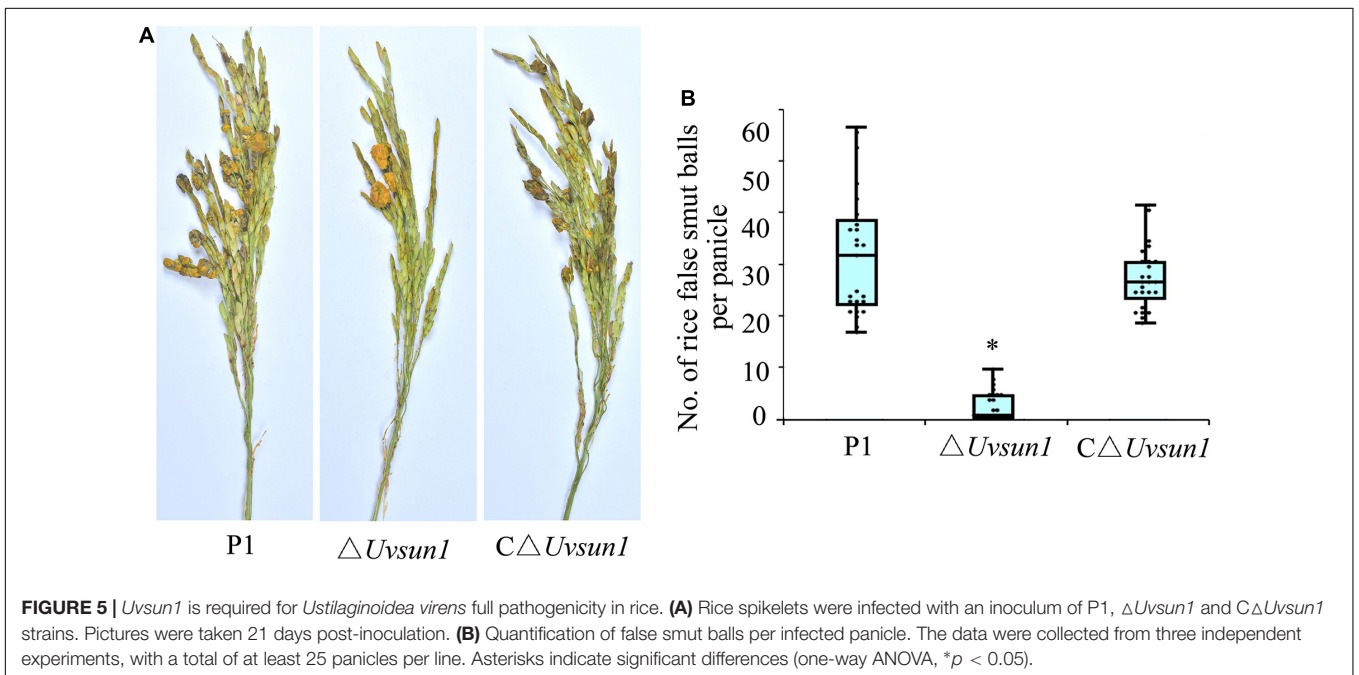 A
P1
△Uvsun1
C△Uvsun1
B
No. of rice false smut balls
per panicle
60
50
40
30
20
10
0
*
P1
△Uvsun1
C△Uvsun1
FIGURE 5 | Uvsun1 is required for Ustilaginoidea virens full pathogenicity in rice. (A) Rice spikelets were infected with an inoculum of P1, △Uvsun1 and C△Uvsun1
strains. Pictures were taken 21 days post-inoculation. (B) Quantification of false smut balls per infected panicle. The data were collected from three independent
experiments, with a total of at least 25 panicles per line. Asterisks indicate significant differences (one-way ANOVA, *p < 0.05).